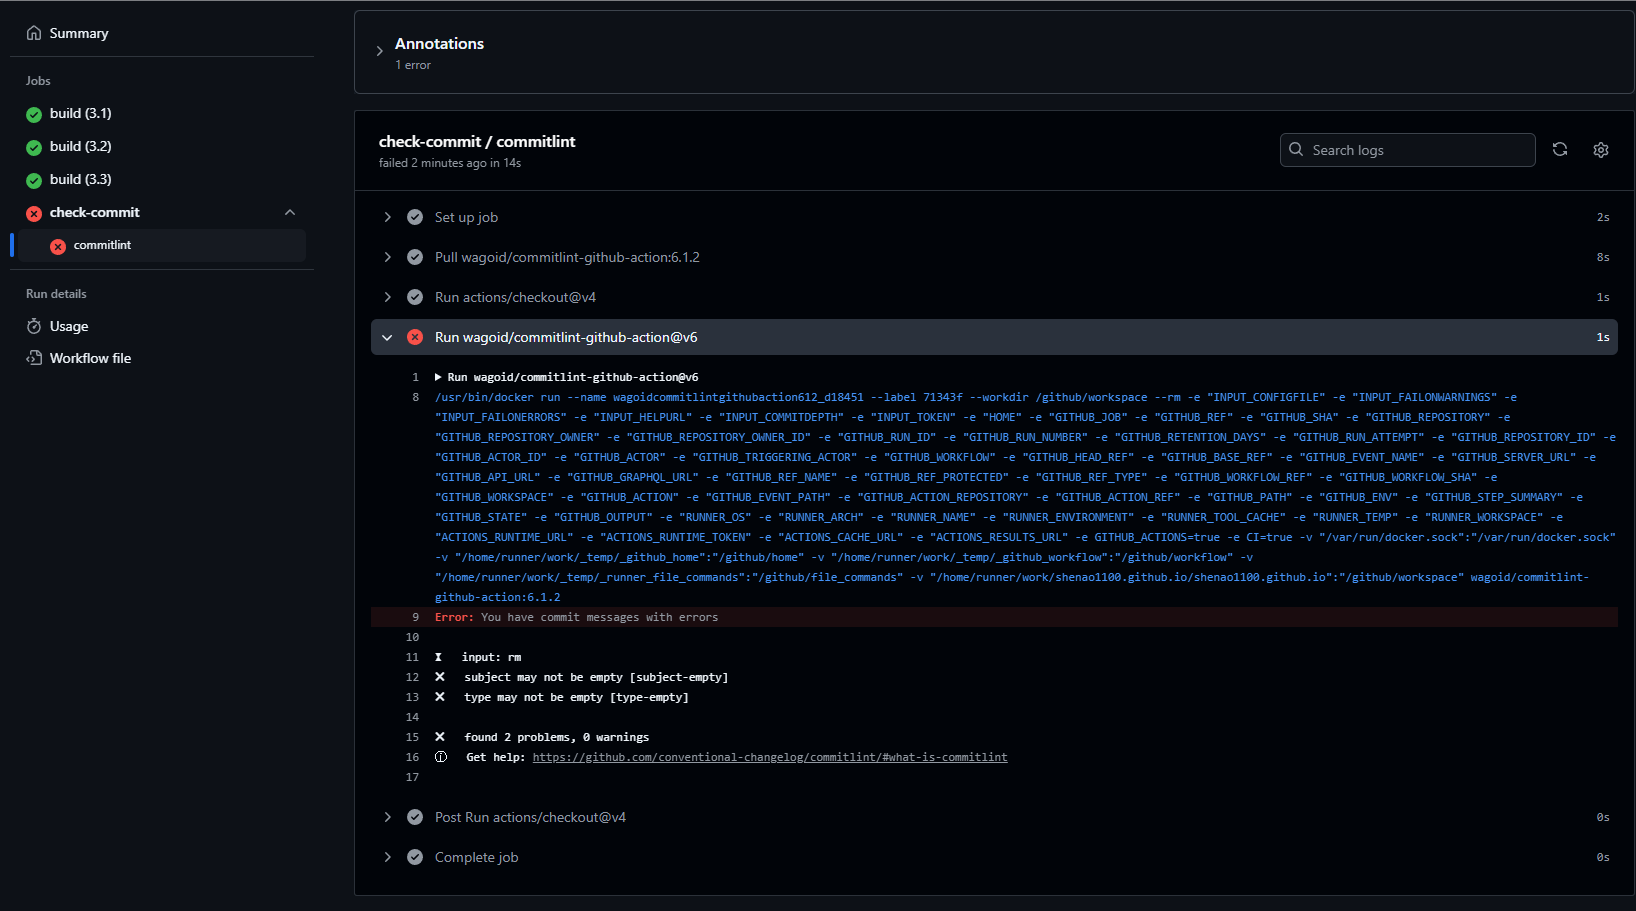 Summary
Jobs
build (3.1)
build (3.2)
build (3.3)
check-commit
commitlint
Run details
Usage
Workflow file
Annotations
1 error
check-commit / commitlint
failed 2 minutes ago in 14s
Search logs
Set up job 2s
Pull wagoid/commitlint-github-action:6.1.2 8s
Run actions/checkout@v4 1s
Run wagoid/commitlint-github-action@v6 1s
1 Run wagoid/commitlint-github-action@v6
8 /usr/bin/docker run --name wagoidcommitlintgithubaction612_d18451 --label 71343f --workdir /github/workspace --rm -e "INPUT_CONFIGFILE" -e "INPUT_FAILONWARNINGS" -e
"INPUT_FAILONERRORS" -e "INPUT_HELPURL" -e "INPUT_COMMITDEPTH" -e "INPUT_TOKEN" -e "HOME" -e "GITHUB_JOB" -e "GITHUB_REF" -e "GITHUB_SHA" -e "GITHUB_REPOSITORY" -e
"GITHUB_REPOSITORY_OWNER" -e "GITHUB_REPOSITORY_OWNER_ID" -e "GITHUB_RUN_ID" -e "GITHUB_RUN_NUMBER" -e "GITHUB_RETENTION_DAYS" -e "GITHUB_RUN_ATTEMPT" -e "GITHUB_REPOSITORY_ID" -e
"GITHUB_ACTOR_ID" -e "GITHUB_ACTOR" -e "GITHUB_TRIGGERING_ACTOR" -e "GITHUB_WORKFLOW" -e "GITHUB_HEAD_REF" -e "GITHUB_BASE_REF" -e "GITHUB_EVENT_NAME" -e "GITHUB_SERVER_URL" -e
"GITHUB_API_URL" -e "GITHUB_GRAPHQL_URL" -e "GITHUB_REF_NAME" -e "GITHUB_REF_PROTECTED" -e "GITHUB_REF_TYPE" -e "GITHUB_WORKFLOW_REF" -e "GITHUB_WORKFLOW_SHA" -e
"GITHUB_WORKSPACE" -e "GITHUB_ACTION" -e "GITHUB_EVENT_PATH" -e "GITHUB_ACTION_REPOSITORY" -e "GITHUB_ACTION_REF" -e "GITHUB_PATH" -e "GITHUB_ENV" -e "GITHUB_STEP_SUMMARY" -e
"GITHUB_STATE" -e "GITHUB_OUTPUT" -e "RUNNER_OS" -e "RUNNER_ARCH" -e "RUNNER_NAME" -e "RUNNER_ENVIRONMENT" -e "RUNNER_TOOL_CACHE" -e "RUNNER_TEMP" -e "RUNNER_WORKSPACE" -e
"ACTIONS_RUNTIME_URL" -e "ACTIONS_RUNTIME_TOKEN" -e "ACTIONS_CACHE_URL" -e "ACTIONS_RESULTS_URL" -e GITHUB_ACTIONS=true -e CI=true -v "/var/run/docker.sock":"/var/run/docker.sock"
-v "/home/runner/work/_temp/_github_home":"/github/home" -v "/home/runner/work/_temp/_github_workflow":"/github/workflow" -v
"/home/runner/work/_temp/_runner_file_commands":"/github/file_commands" -v "/home/runner/work/shenao1100.github.io/shenao1100.github.io":"/github/workspace" wagoid/commitlint-
github-action:6.1.2
9 Error: You have commit messages with errors
10
11 ⧗ input: rm
12 ✖ subject may not be empty [subject-empty]
13 ✖ type may not be empty [type-empty]
14
15 ✖ found 2 problems, 0 warnings
16 ⓘ Get help: https://github.com/conventional-changelog/commitlint/#what-is-commitlint
17
Post Run actions/checkout@v4 0s
Complete job 0s